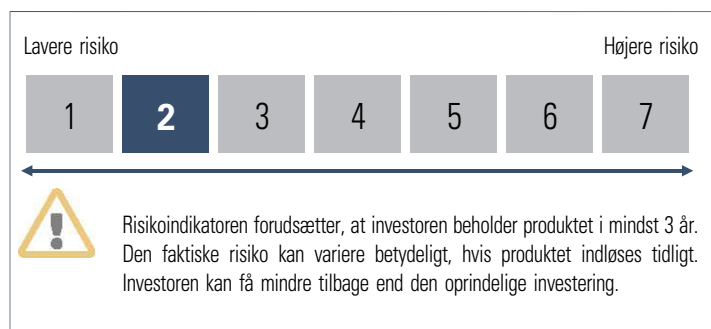 Lavere risiko Højere risiko
1 2 3 4 5 6 7
!
Risikoindikatoren forudsætter, at investoren beholder produktet i mindst 3 år.
Den faktiske risiko kan variere betydeligt, hvis produktet indløses tidligt.
Investoren kan få mindre tilbage end den oprindelige investering.